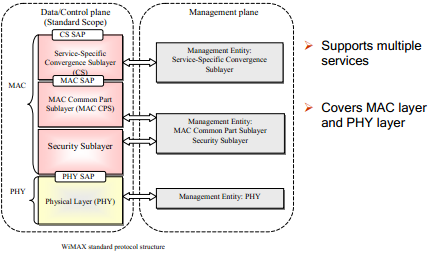 Data/Control plane
(Standard Scope)
Management plane
CS SAP
Service-Specific
Convergence Sublayer
(CS)
MAC SAP
MAC Common Part
Sublayer (MAC CPS)
Security Sublayer
PHY SAP
Physical Layer (PHY)
MAC
PHY
Management Entity:
Service-Specific Convergence
Sublayer
Management Entity:
MAC Common Part Sublayer
Security Sublayer
Management Entity: PHY
WiMAX standard protocol structure
Supports multiple
services
Covers MAC layer
and PHY layer